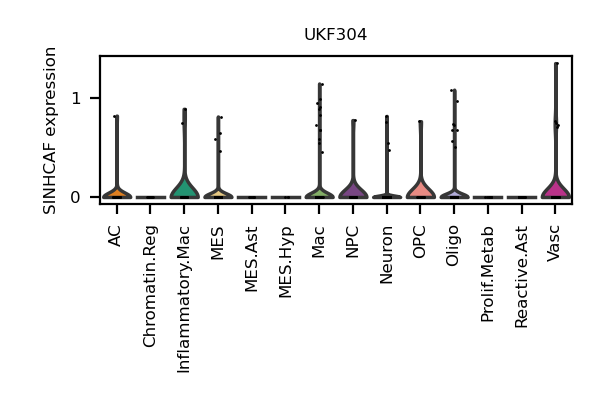 UKF304
SINHCAF expression
1
0
AC
Chromatin.Reg
Inflammatory.Mac
MES
MES.Ast
MES.Hyp
Mac
NPC
Neuron
OPC
Oligo
Prolif.Metab
Reactive.Ast
Vasc